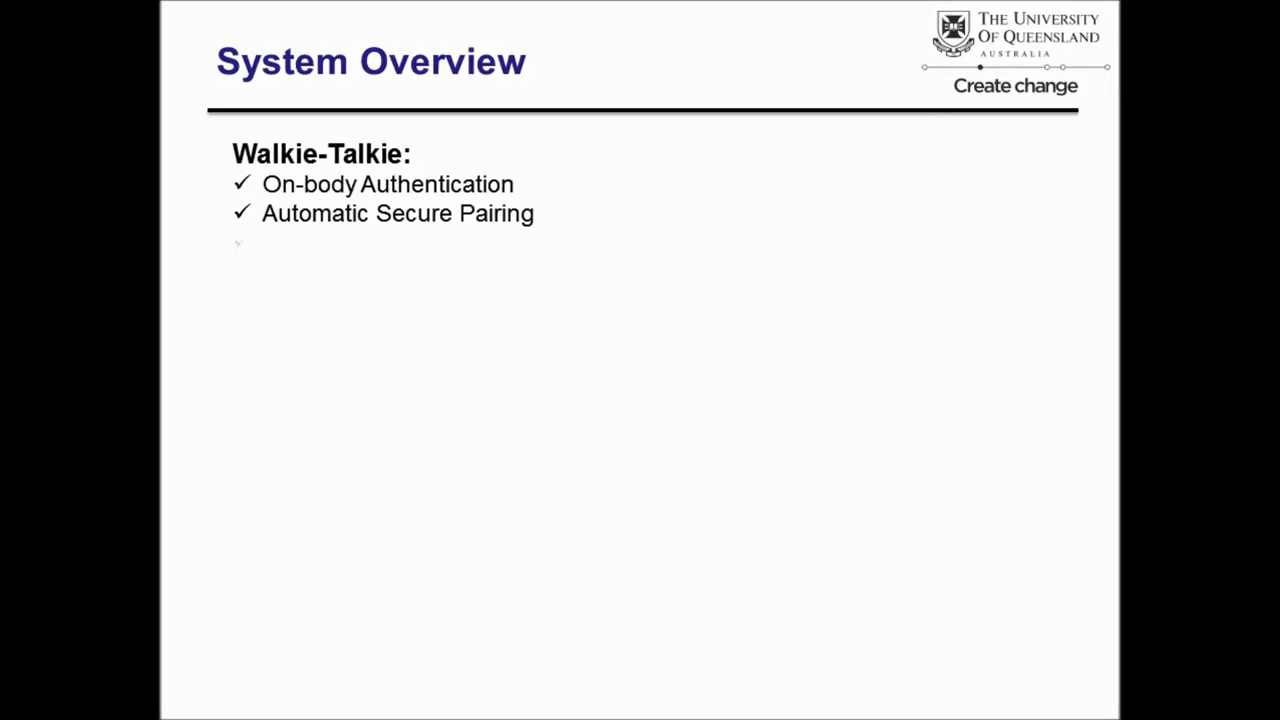 System Overview
THE UNIVERSITY
OF QUEENSLAND
AUSTRALIA
Create change
Walkie-Talkie:
✓ On-body Authentication
✓ Automatic Secure Pairing